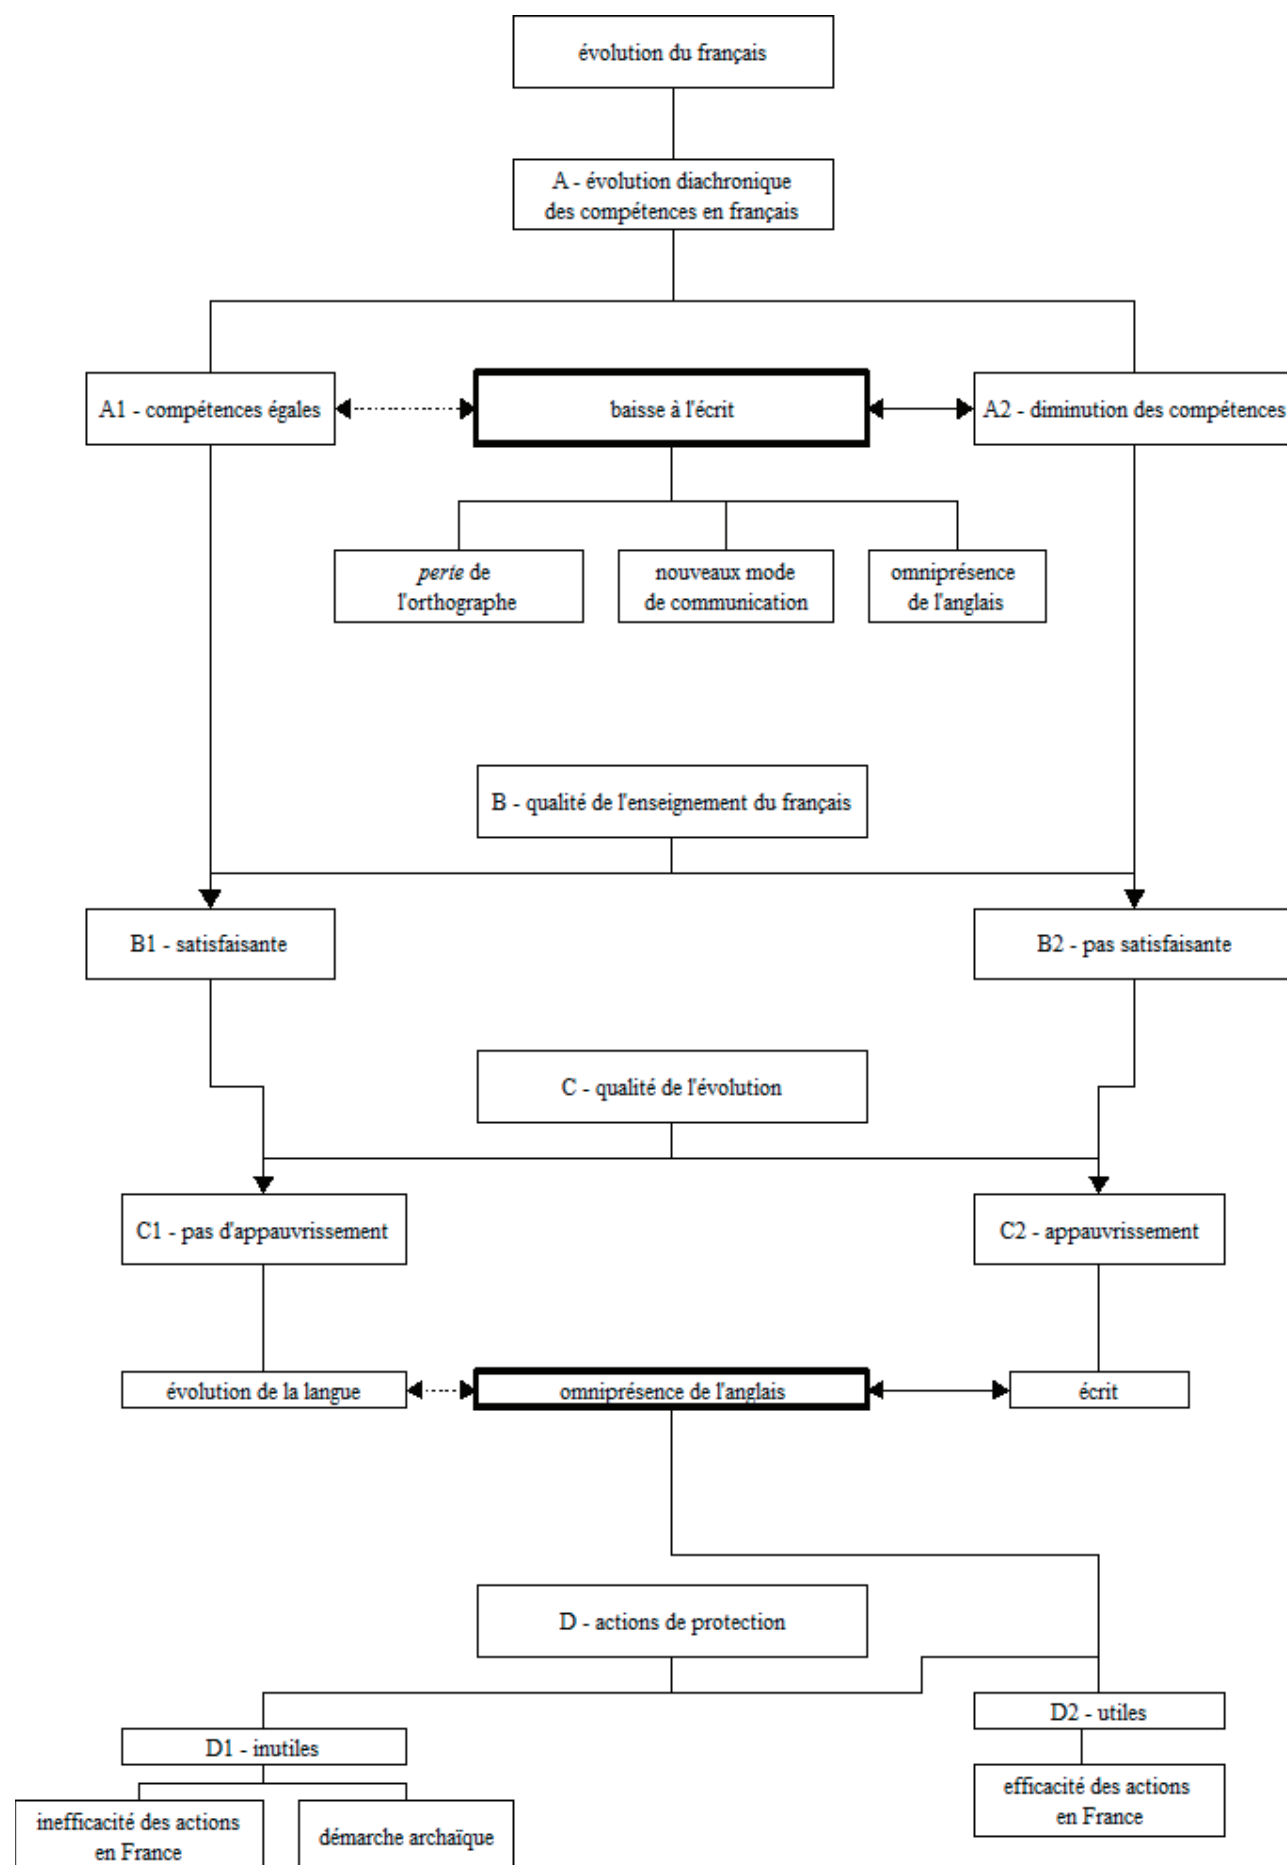 évolution du français
A - évolution diachronique
des compétences en français
A1 - compétences égales
baisse à l'écrit
A2 - diminution des compétences
perte de
l'orthographe
nouveaux mode
de communication
omniprésence
de l'anglais
B - qualité de l'enseignement du français
B1 - satisfaisante
B2 - pas satisfaisante
C - qualité de l'évolution
C1 - pas d'appauvrissement
C2 - appauvrissement
évolution de la langue
omniprésence de l'anglais
écrit
D - actions de protection
D2 - utiles
D1 - inutiles
efficacité des actions
en France
inefficacité des actions
en France
démarche archaïque